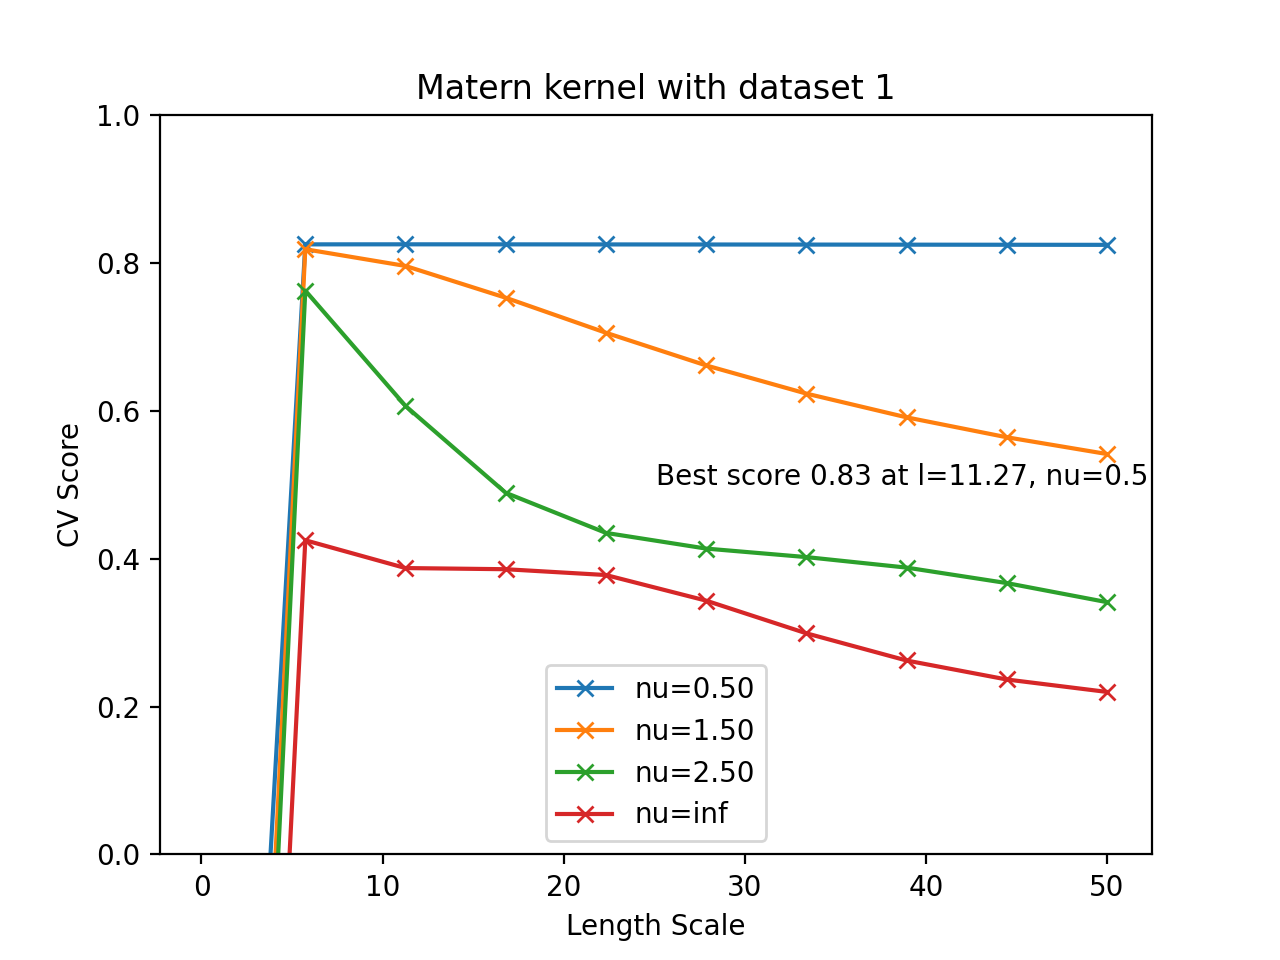 Matern kernel with dataset 1
1.0
0.8
0.6
0.4
0.2
0.0
CV Score
Best score 0.83 at l=11.27, nu=0.5
nu=0.50
nu=1.50
nu=2.50
nu=inf
0 10 20 30 40 50
Length Scale